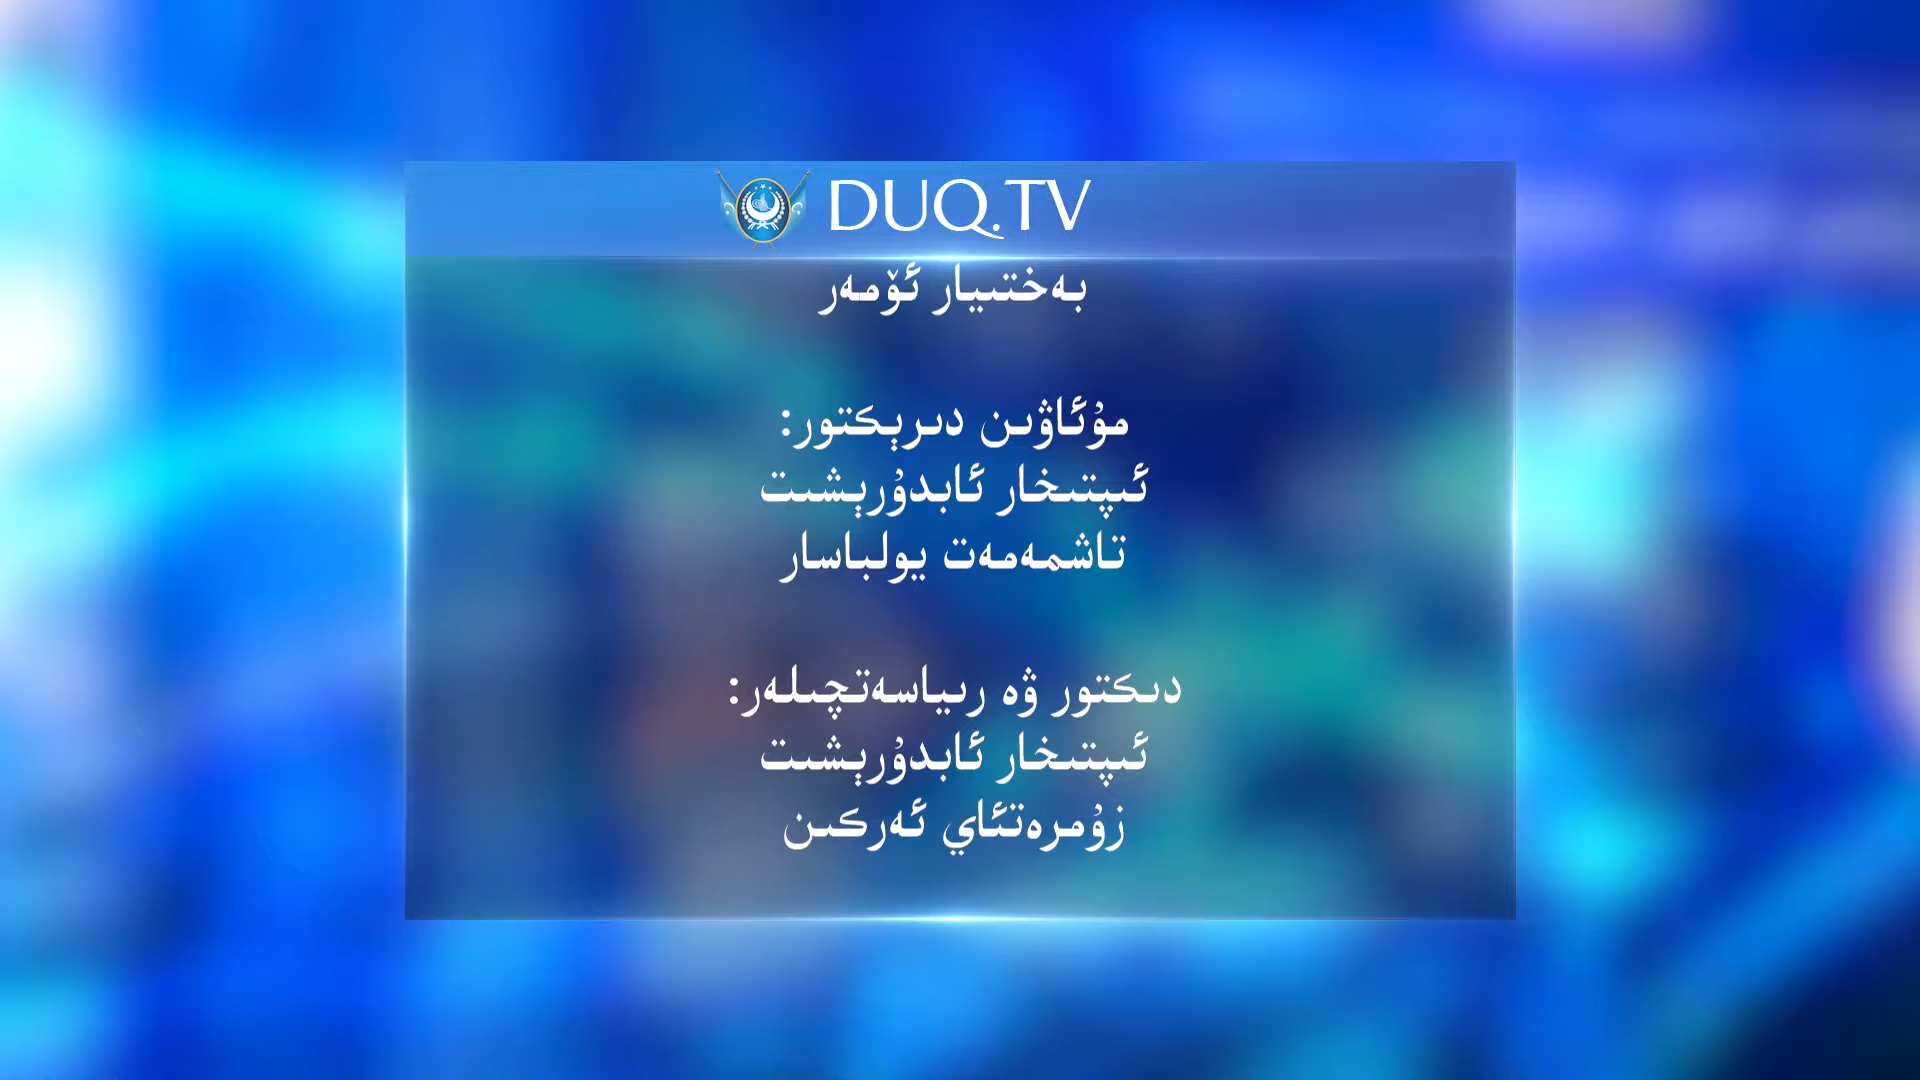 DUQ.TV
بەختىيار ئۆمەر
مۇئاۋىن دىرېكتور:
ئىپتىخار ئابدۇرېشىت
تاشمەمەت يولباسار
دىكتور ۋە رىياسەتچىلەر:
ئىپتىخار ئابدۇرېشىت
زۇمرەتئاي ئەركىن